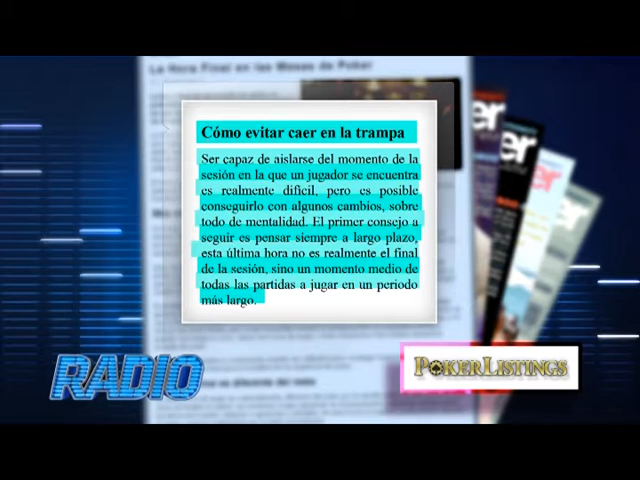 La Hora Final en las Mesas de Poker
Cómo evitar caer en la trampa
Ser capaz de aislarse del momento de la
sesión en la que un jugador se encuentra
es realmente difícil, pero es posible
conseguirlo con algunos cambios, sobre
todo de mentalidad. El primer consejo a
seguir es pensar siempre a largo plazo,
esta última hora no es realmente el final
de la sesión, sino un momento medio de
todas las partidas a jugar en un periodo
más largo.
er
er
er
er
RADIO
POKERLISTINGS